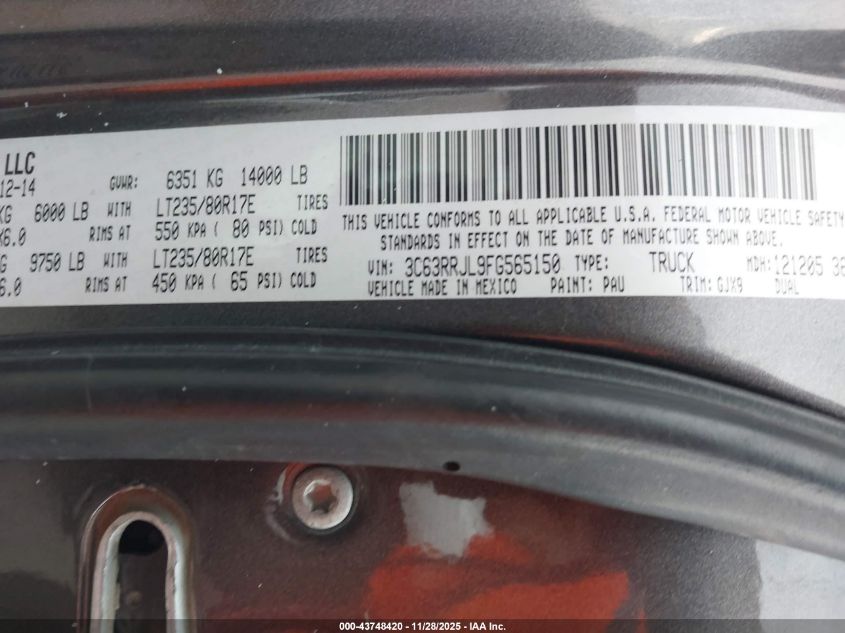 LLC
12-14 GVWR: 6351 KG 14000 LB
KG 6000 LB WITH LT235/80R17E TIRES
X6.0 RIMS AT 550 KPA ( 80 PSI) COLD
G 9750 LB WITH LT235/80R17E TIRES
6.0 RIMS AT 450 KPA ( 65 PSI) COLD
THIS VEHICLE CONFORMS TO ALL APPLICABLE U.S.A. FEDERAL MOTOR VEHICLE SAFETY
STANDARDS IN EFFECT ON THE DATE OF MANUFACTURE SHOWN ABOVE.
VIN: 3C63RRJL9FG565150 TYPE: TRUCK MDH: 121205 36
VEHICLE MADE IN MEXICO PAINT: PAU TRIM: GJX9 DUAL
000-43748420 - 11/28/2025 - IAA Inc.